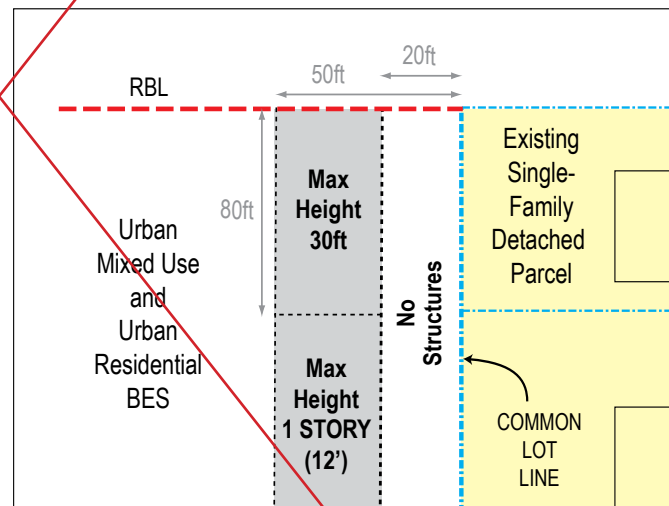 50ft
20ft
RBL
80ft
Max
Height
30ft
Existing
Single-
Family
Detached
Parcel
Urban
Mixed Use
and
Urban
Residential
BES
No
Structures
Max
Height
1 STORY
(12’)
COMMON
LOT
LINE